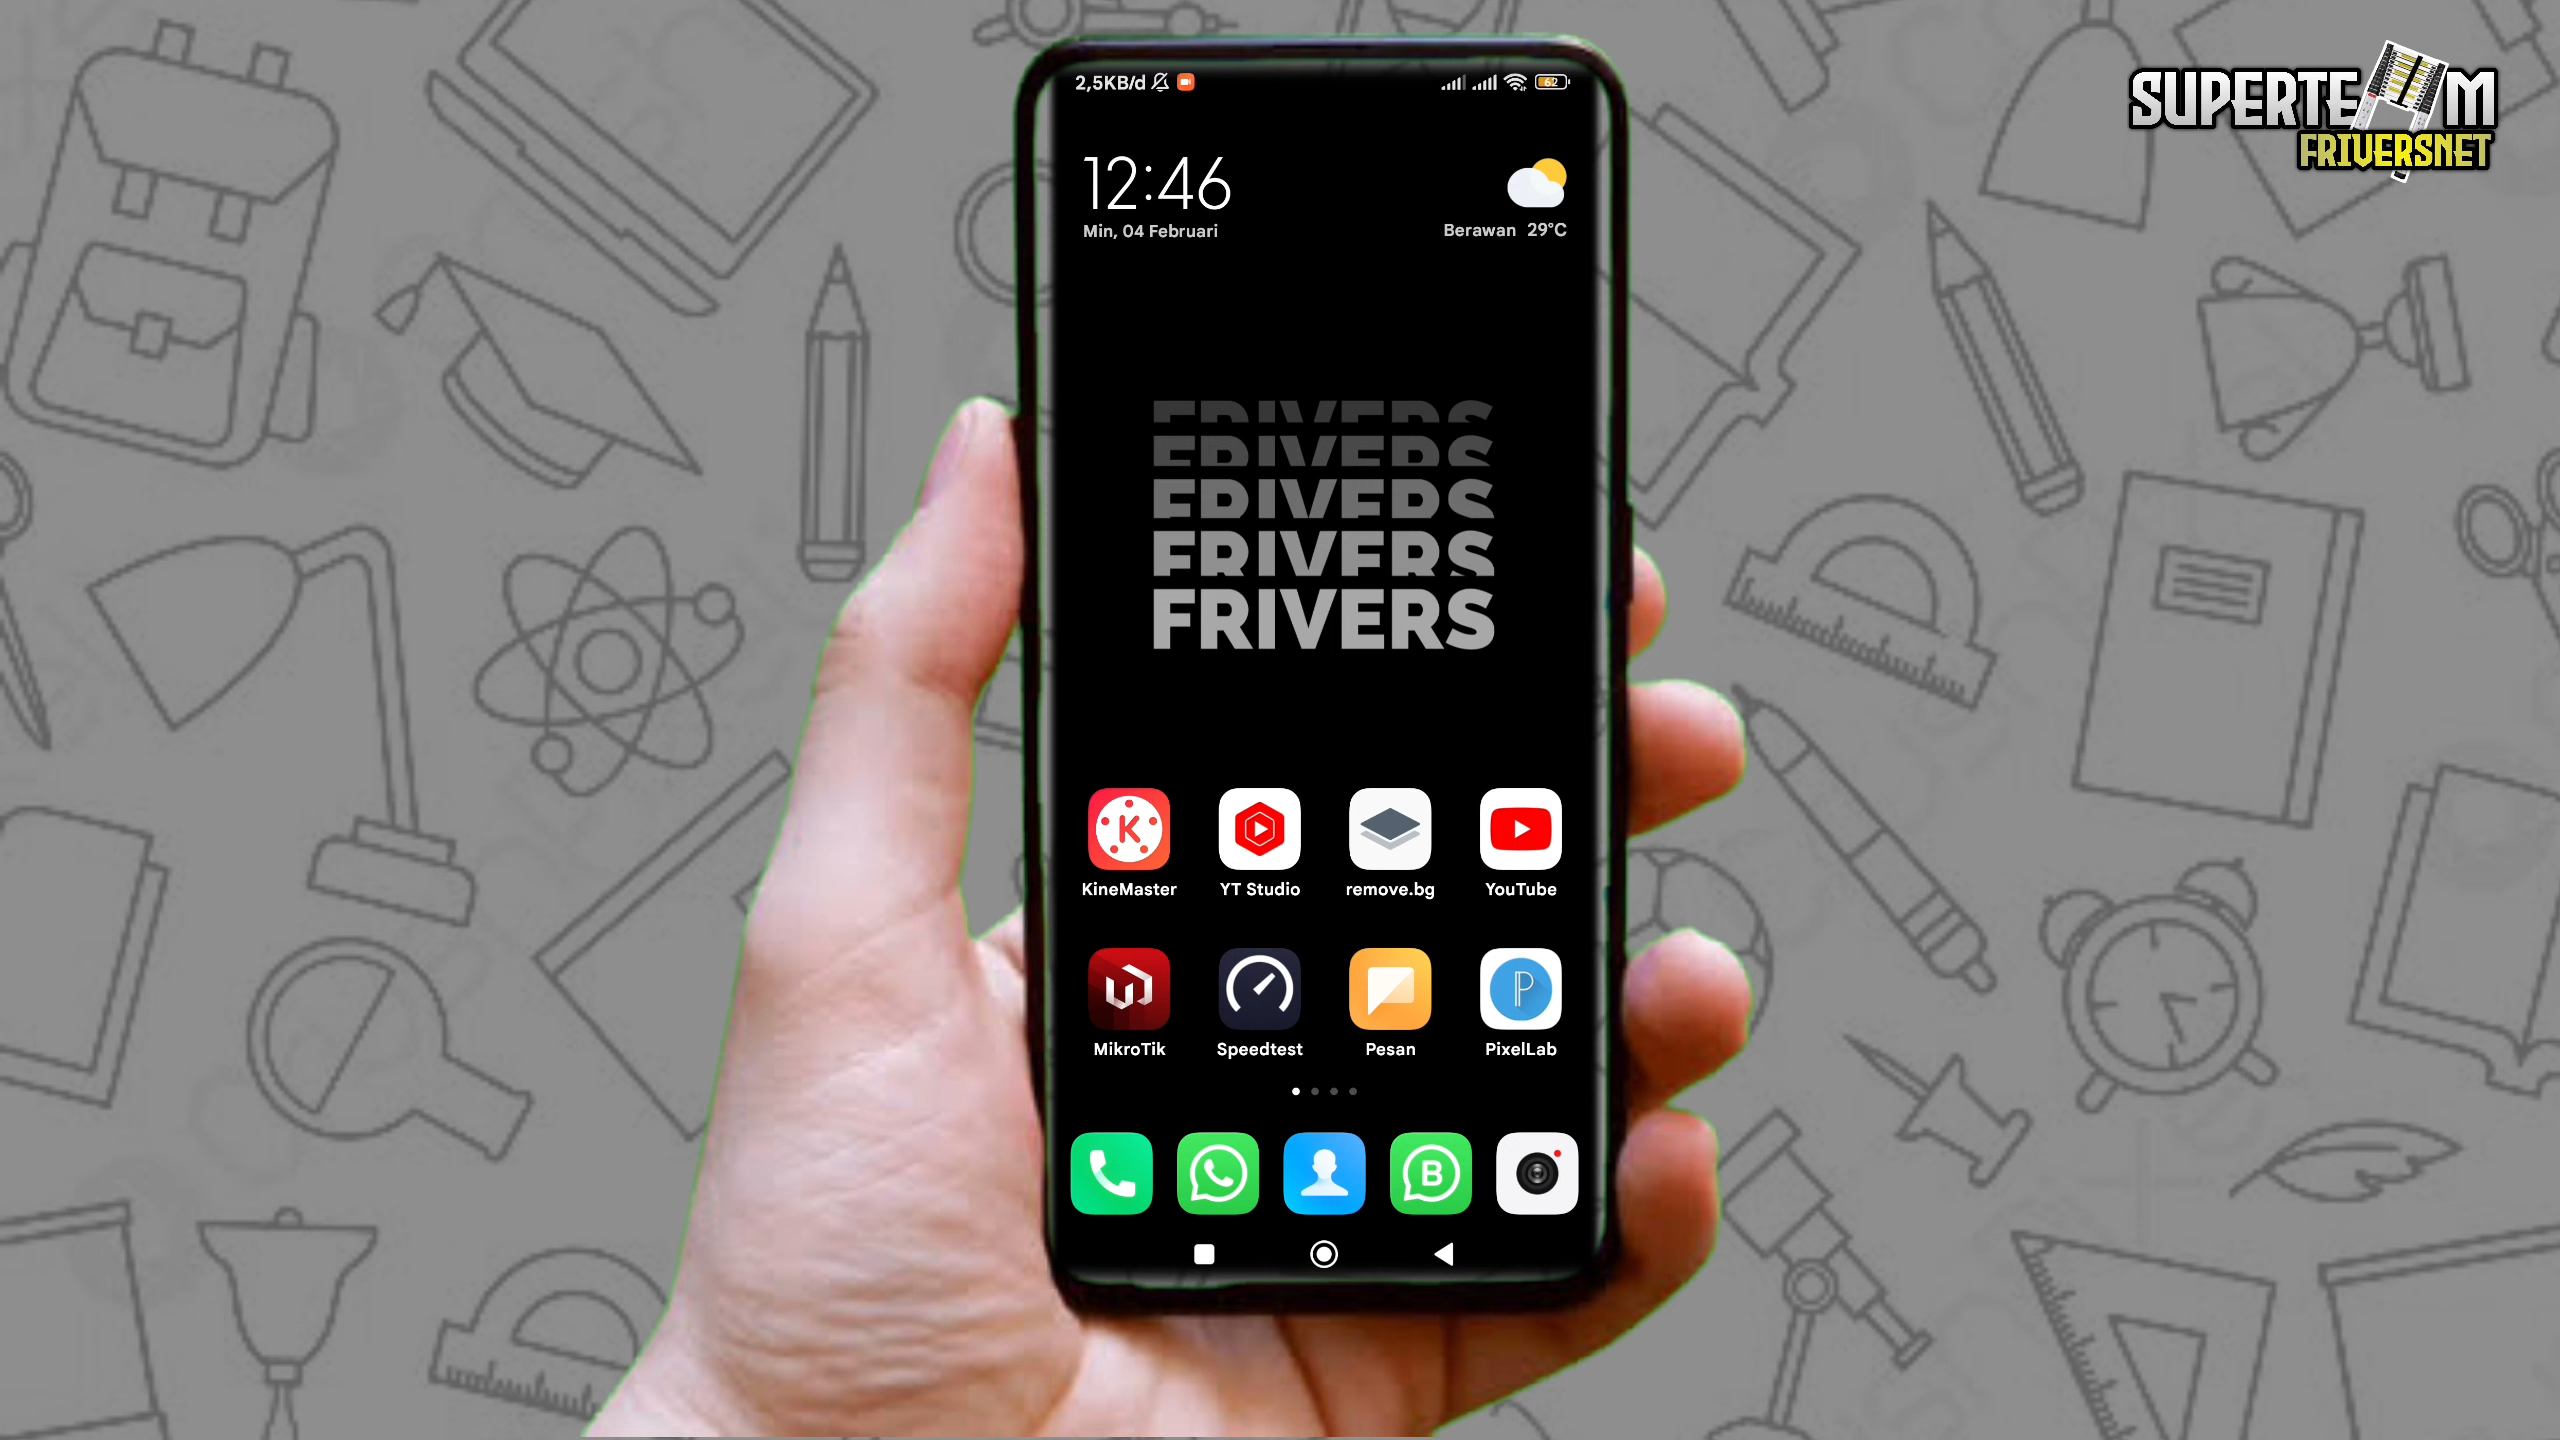 SUPERTEAM
FRIVERSNET
2,5KB/d
62
12:46
Min, 04 Februari
Berawan 29°C
FRIVERS
FRIVERS
FRIVERS
FRIVERS
FRIVERS
KineMaster
YT Studio
remove.bg
YouTube
MikroTik
Speedtest
Pesan
PixelLab
B